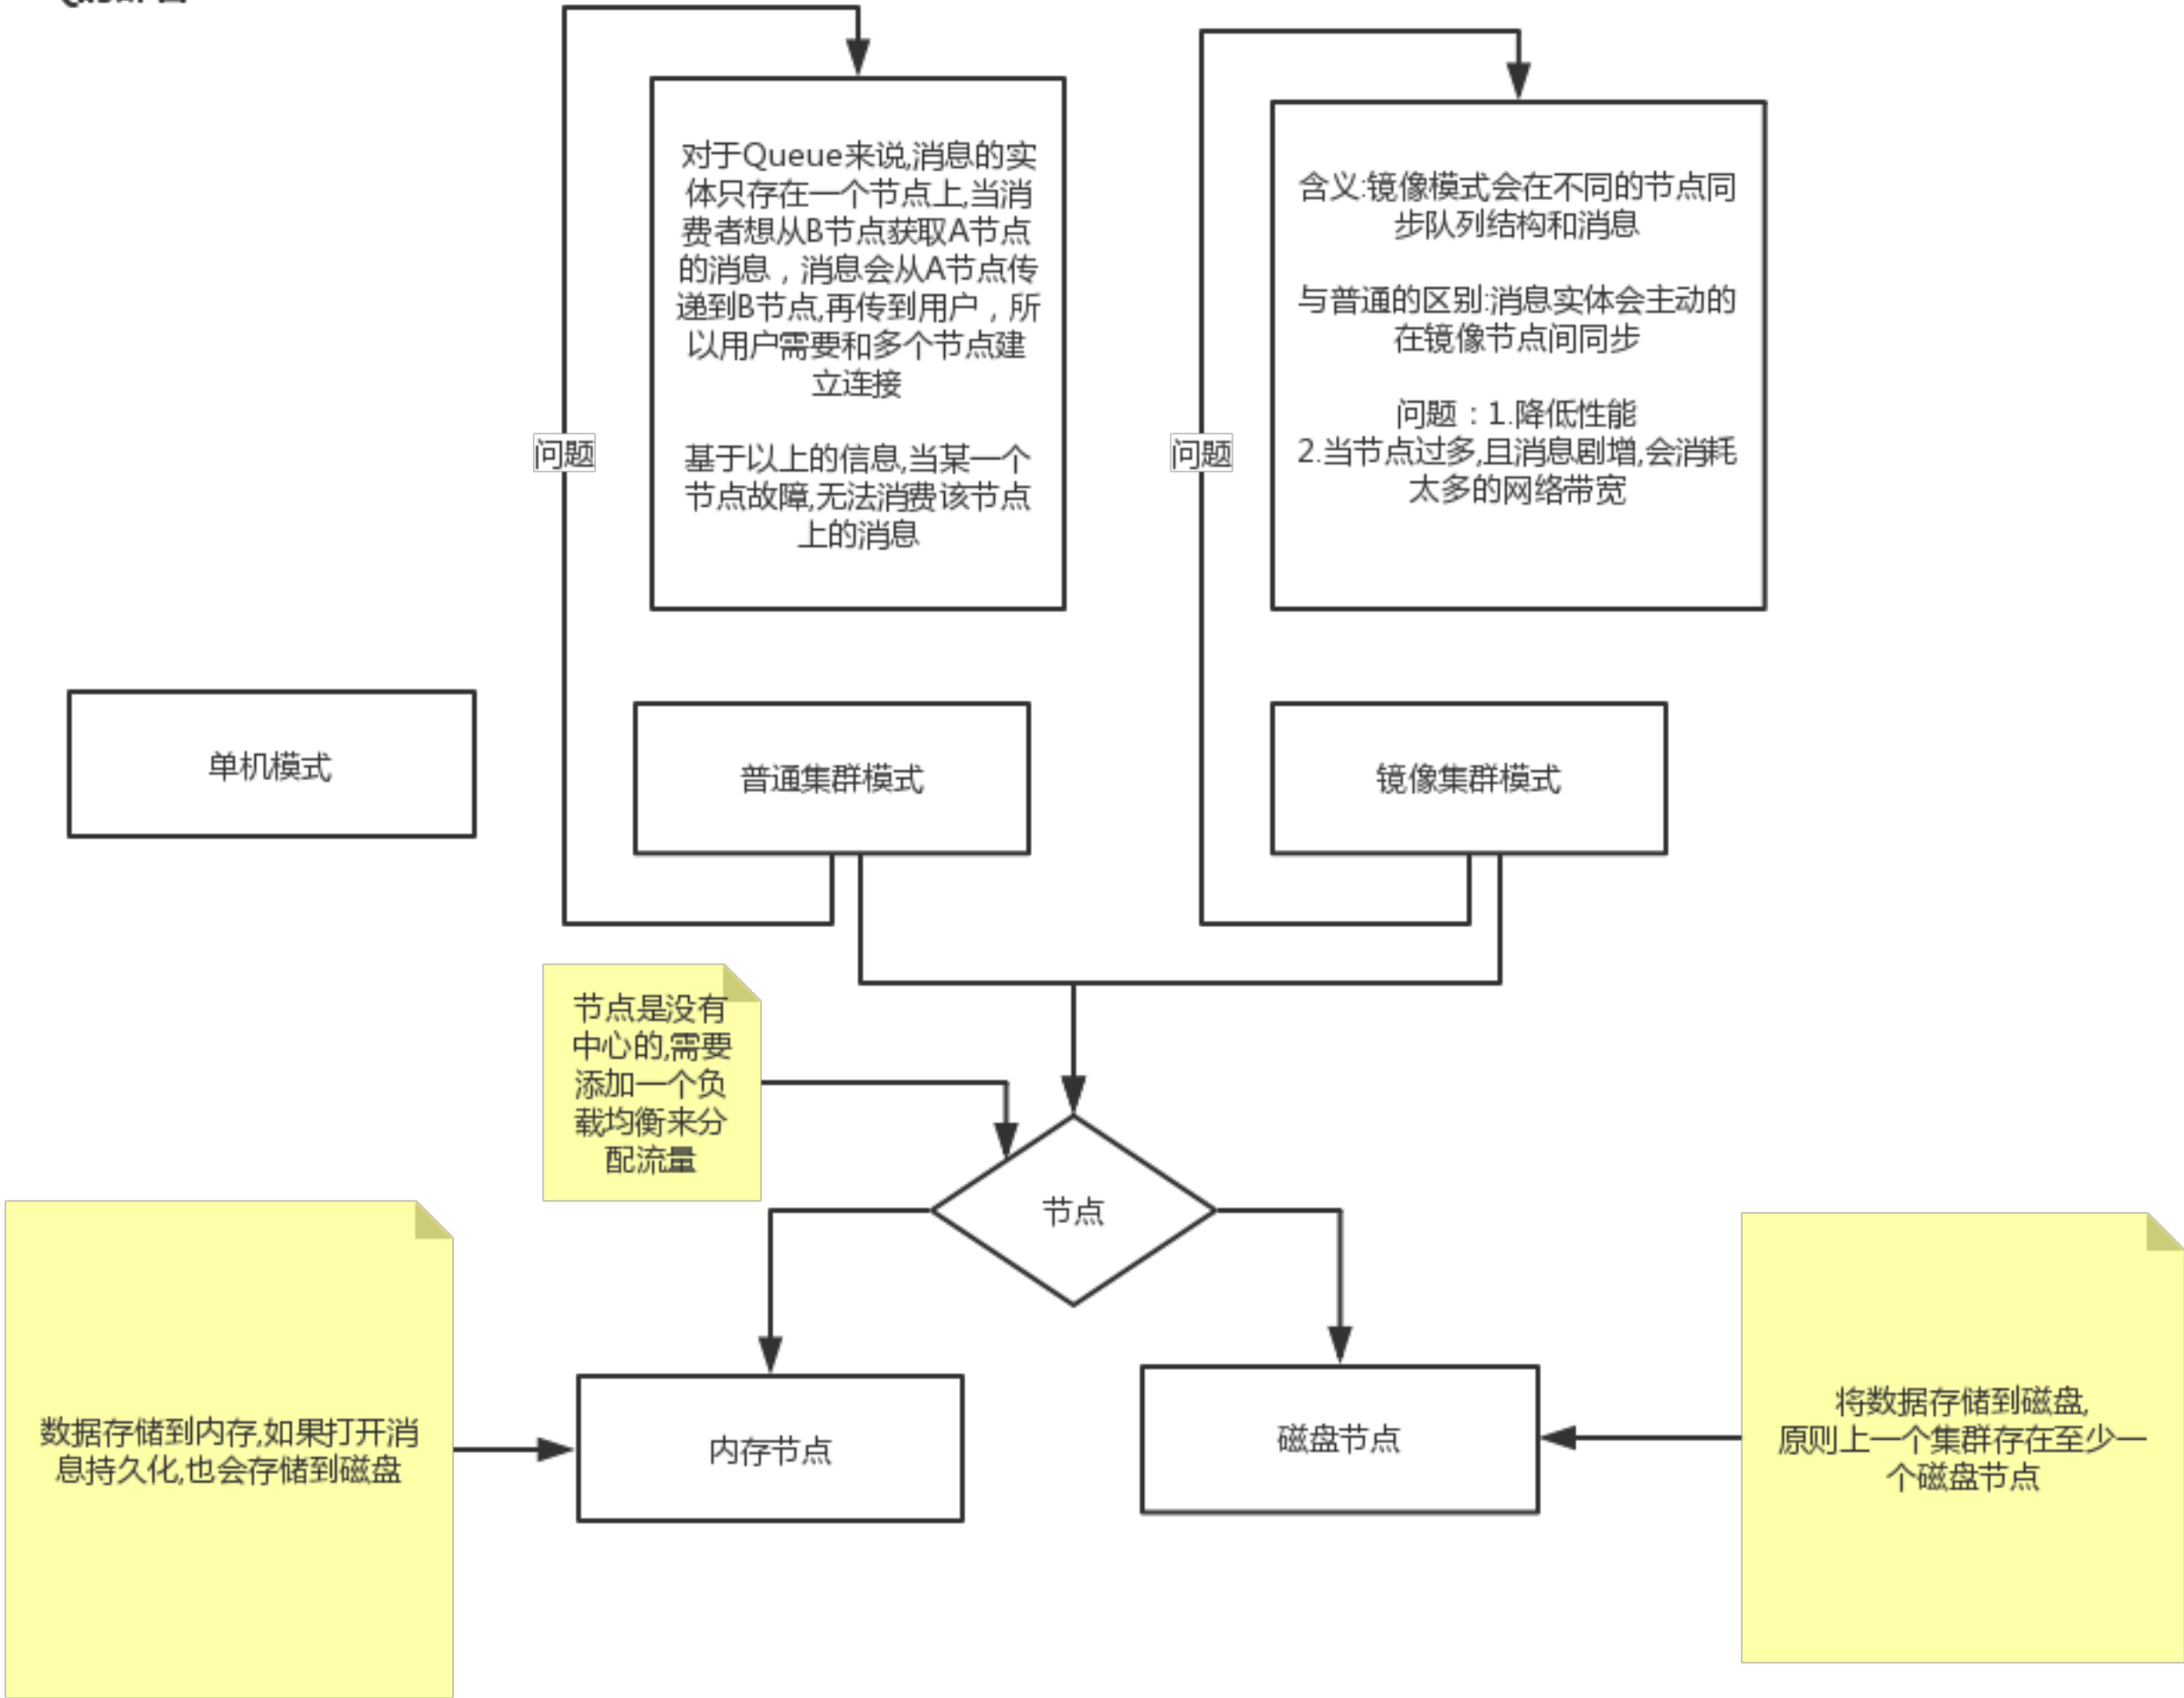 对于Queue来说,消息的实
体只存在一个节点上,当消
费者想从B节点获取A节点
的消息，消息会从A节点传
递到B节点,再传到用户，所
以用户需要和多个节点建
立连接
基于以上的信息,当某一个
节点故障,无法消费该节点
上的消息
含义:镜像模式会在不同的节点同
步队列结构和消息
与普通的区别:消息实体会主动的
在镜像节点间同步
问题：1.降低性能
2.当节点过多,且消息剧增,会消耗
太多的网络带宽
问题
问题
单机模式
普通集群模式
镜像集群模式
节点是没有
中心的,需要
添加一个负
载均衡来分
配流量
节点
数据存储到内存,如果打开消
息持久化,也会存储到磁盘
内存节点
磁盘节点
将数据存储到磁盘,
原则上一个集群存在至少一
个磁盘节点